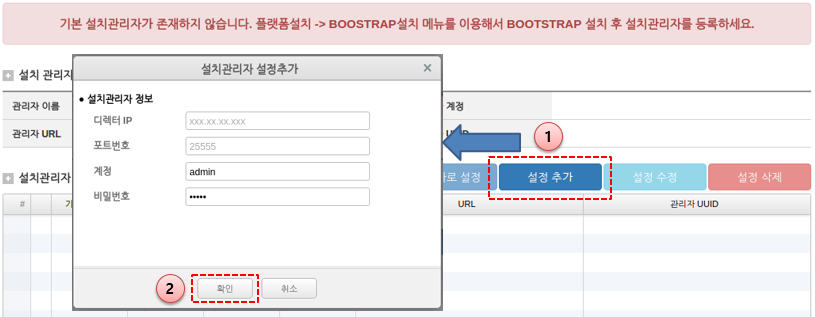 기본 설치관리자가 존재하지 않습니다. 플랫폼설치 -> BOOSTRAP설치 메뉴를 이용해서 BOOTSTRAP 설치 후 설치관리자를 등록하세요.
설치관리자 설정추가 ×
설치 관리자
● 설치관리자 정보
관리자 이름
계정
디렉터 IP xxx.xx.xx.xxx
관리자 URL
포트번호 25555
1
계정 admin
설치관리자
설정 추가
설정 수정
설정 삭제
비밀번호 •••••
#
URL
관리자 UUID
2
확인
취소